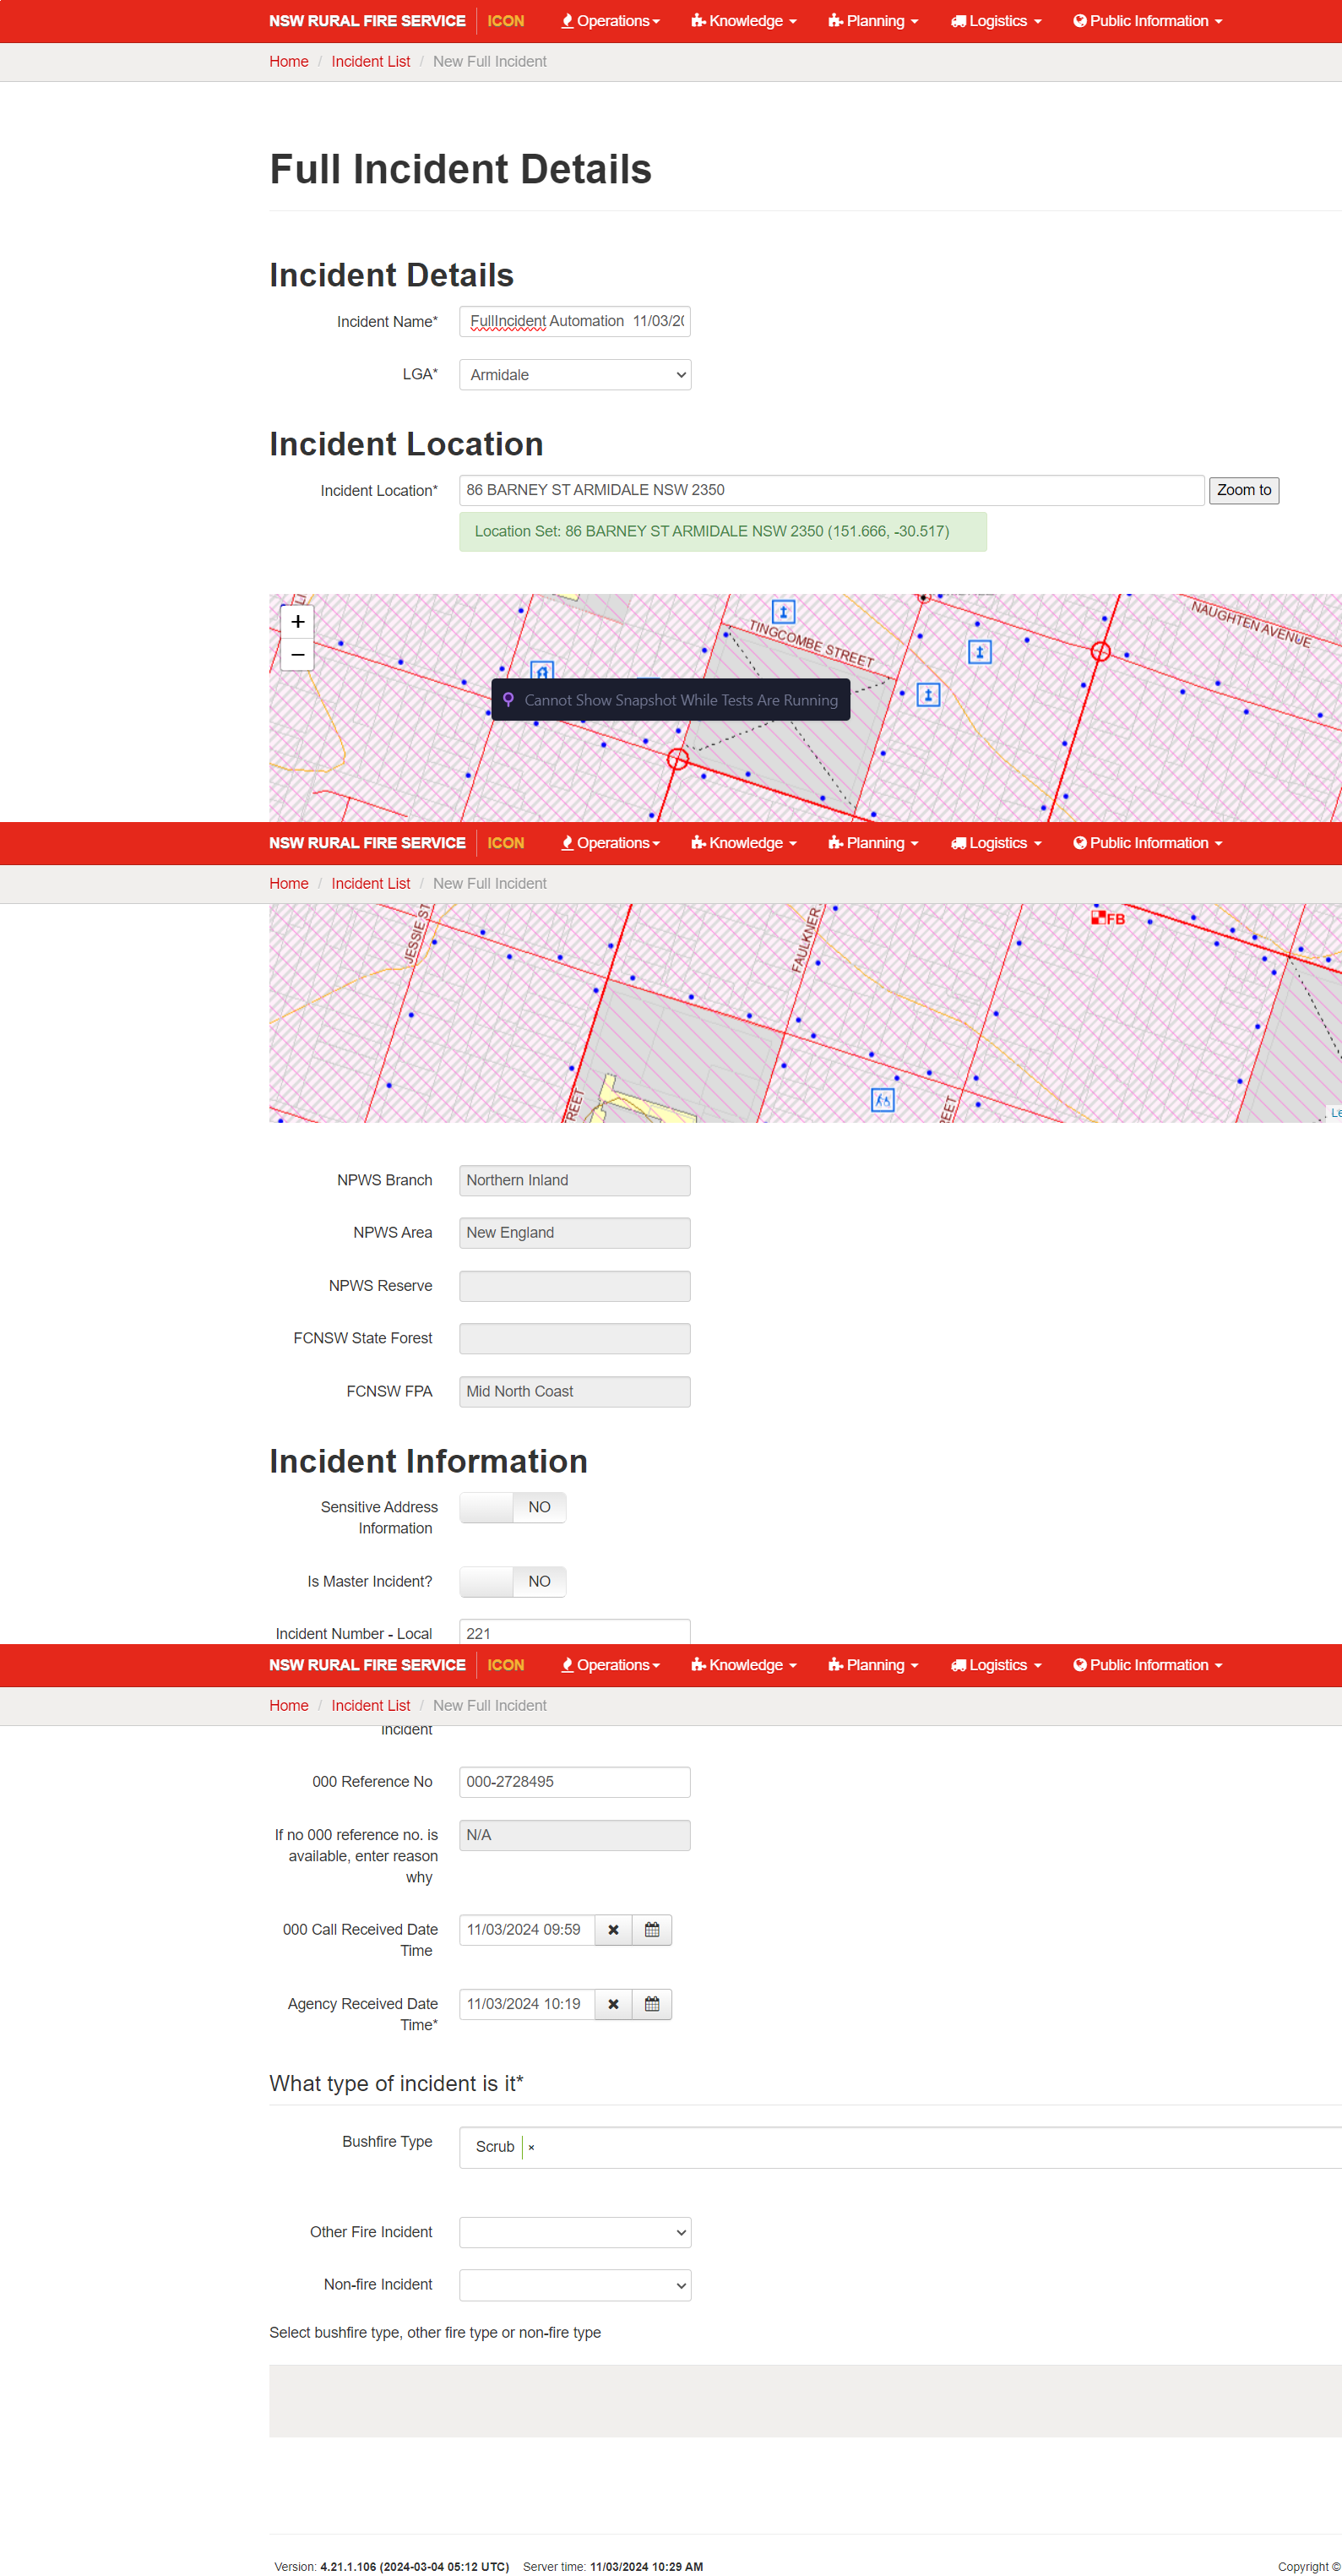 NSW RURAL FIRE SERVICE ICON Operations Knowledge Planning Logistics Public Information
Home / Incident List / New Full Incident
Full Incident Details
Incident Details
Incident Name* FullIncident Automation 11/03/20
LGA* Armidale
Incident Location
Incident Location* 86 BARNEY ST ARMIDALE NSW 2350 Zoom to
Location Set: 86 BARNEY ST ARMIDALE NSW 2350 (151.666, -30.517)
+
−
TINGCOMBE STREET
NAUGHTEN AVENUE
Cannot Show Snapshot While Tests Are Running
NSW RURAL FIRE SERVICE ICON Operations Knowledge Planning Logistics Public Information
Home / Incident List / New Full Incident
JESSIE ST
FAULKNER
FB
REET
REET
Le
NPWS Branch Northern Inland
NPWS Area New England
NPWS Reserve
FCNSW State Forest
FCNSW FPA Mid North Coast
Incident Information
Sensitive Address
Information NO
Is Master Incident? NO
Incident Number - Local 221
NSW RURAL FIRE SERVICE ICON Operations Knowledge Planning Logistics Public Information
Home / Incident List / New Full Incident
Incident
000 Reference No 000-2728495
If no 000 reference no. is N/A
available, enter reason
why
000 Call Received Date 11/03/2024 09:59
Time
Agency Received Date 11/03/2024 10:19
Time*
What type of incident is it*
Bushfire Type Scrub ×
Other Fire Incident
Non-fire Incident
Select bushfire type, other fire type or non-fire type
Version: 4.21.1.106 (2024-03-04 05:12 UTC) Server time: 11/03/2024 10:29 AM Copyright ©